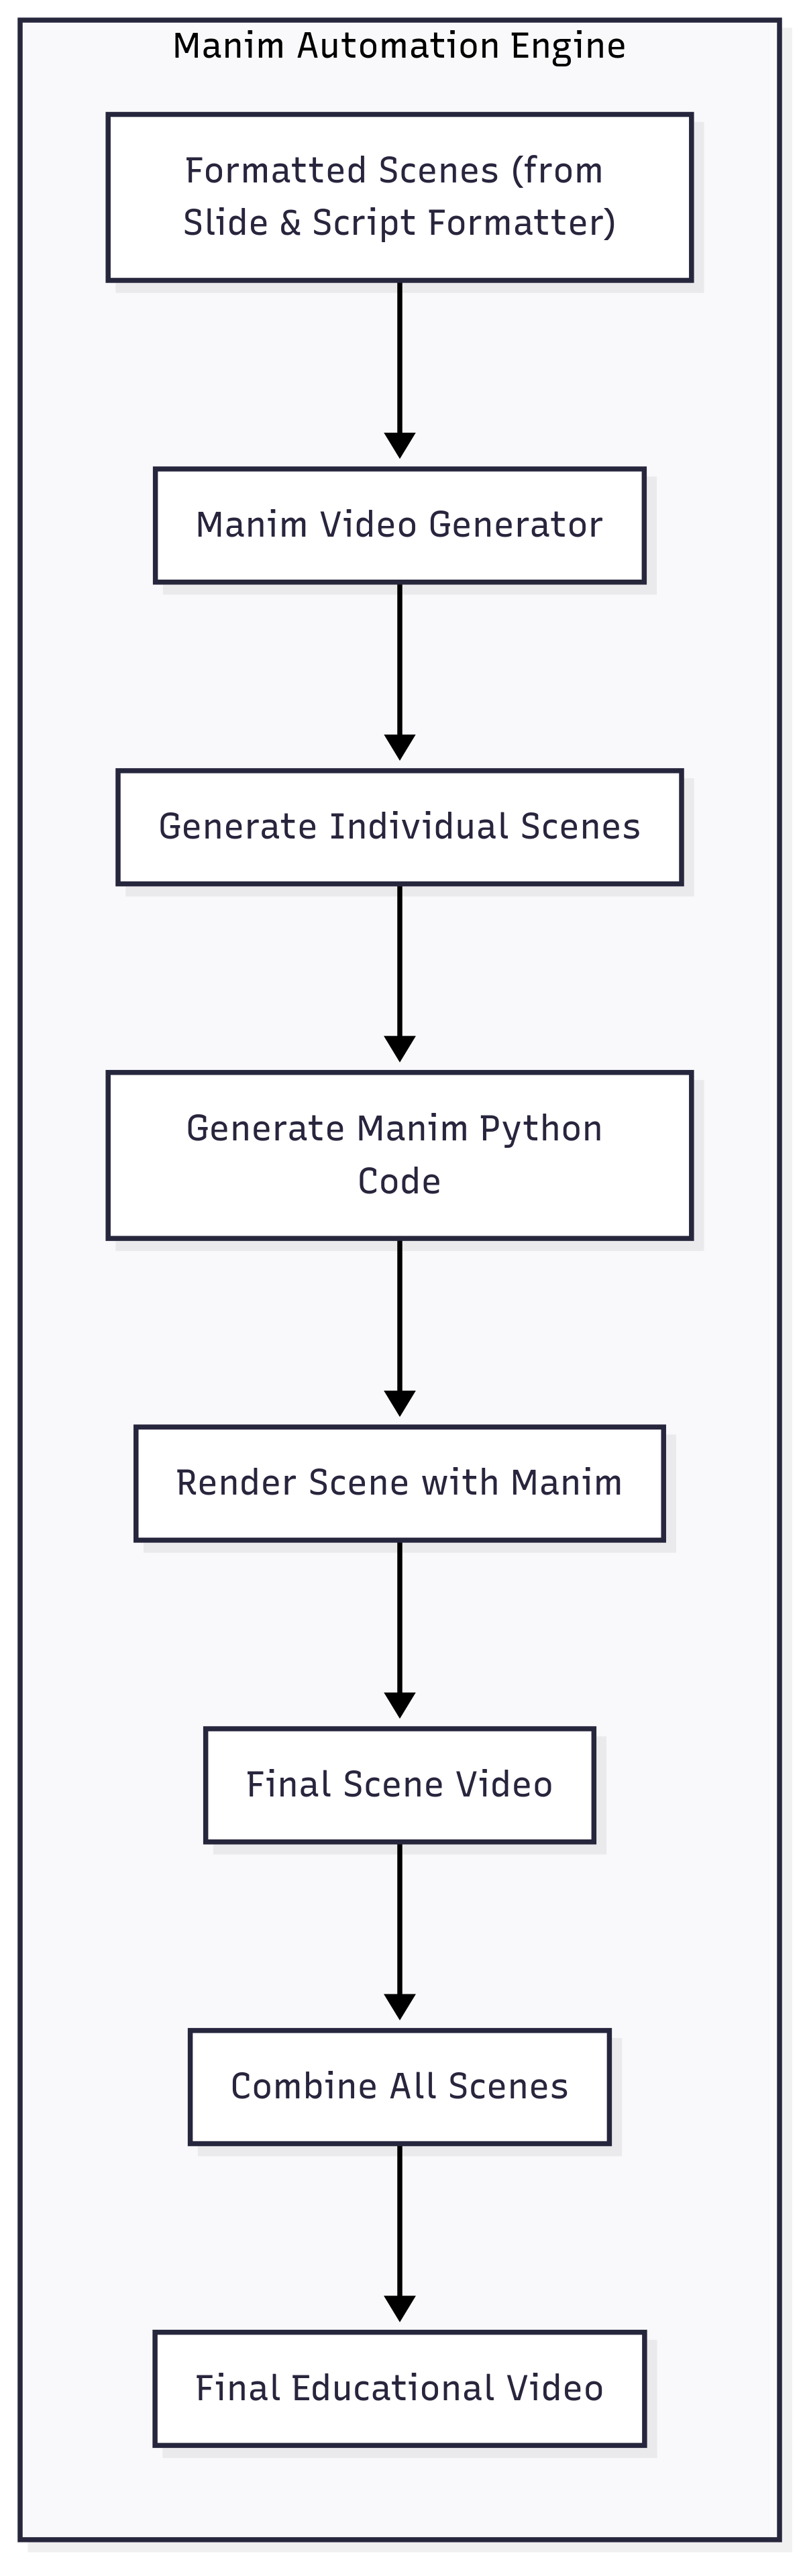 Manim Automation Engine
Formatted Scenes (from
Slide & Script Formatter)
Manim Video Generator
Generate Individual Scenes
Generate Manim Python
Code
Render Scene with Manim
Final Scene Video
Combine All Scenes
Final Educational Video